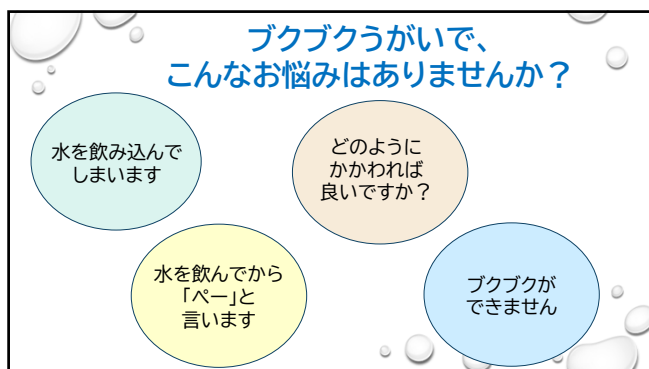 ブクブクうがいで、
こんなお悩みはありませんか？
水を飲み込んで
しまいます
どのように
かかわれば
良いですか？
水を飲んでから
「ペー」と
言います
ブクブクが
できません